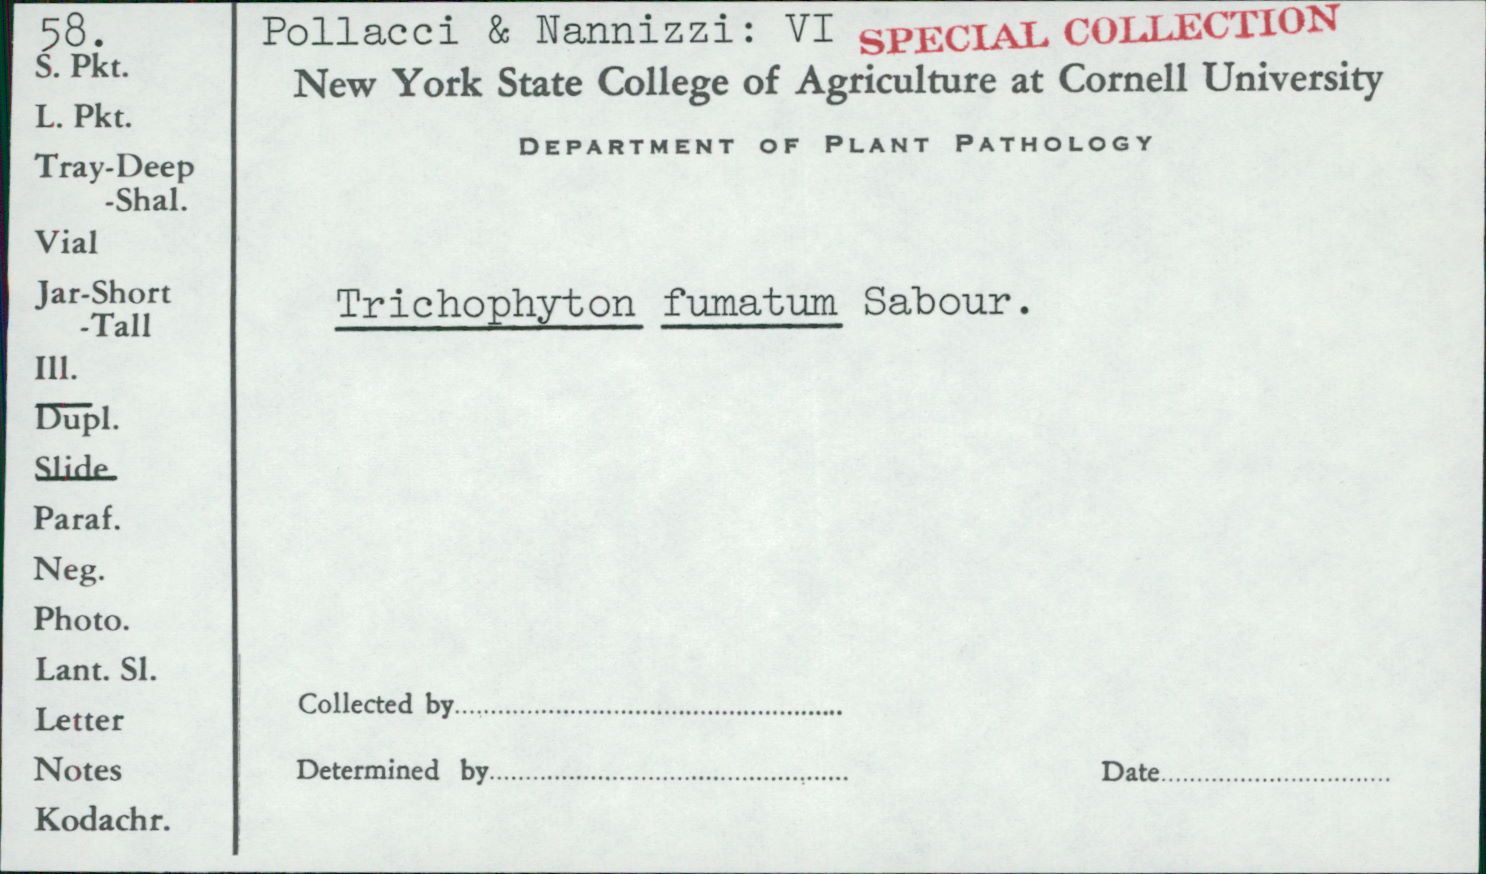 58.
Pollacci & Nannizzi: VI SPECIAL COLLECTION
New York State College of Agriculture at Cornell University
DEPARTMENT OF PLANT PATHOLOGY
S. Pkt.
L. Pkt.
Tray-Deep
-Shal.
Vial
Jar-Short
-Tall
Ill.
Dupl.
Slide
Paraf.
Neg.
Photo.
Lant. Sl.
Letter
Notes
Kodachr.
Trichophyton fumatum Sabour.
Collected by
Determined by
Date